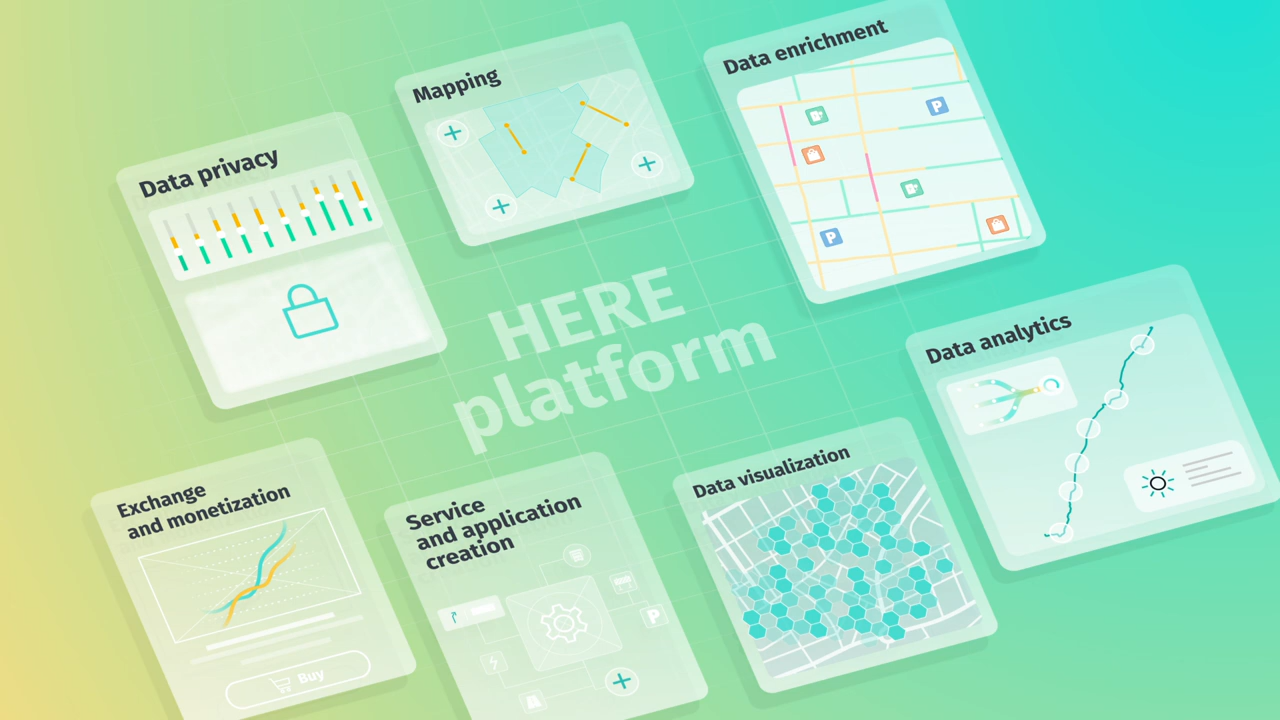 Data privacy
Mapping
Data enrichment
P
P
HERE
platform
Data analytics
Exchange
and monetization
Buy
Service
and application
creation
P
Data visualization